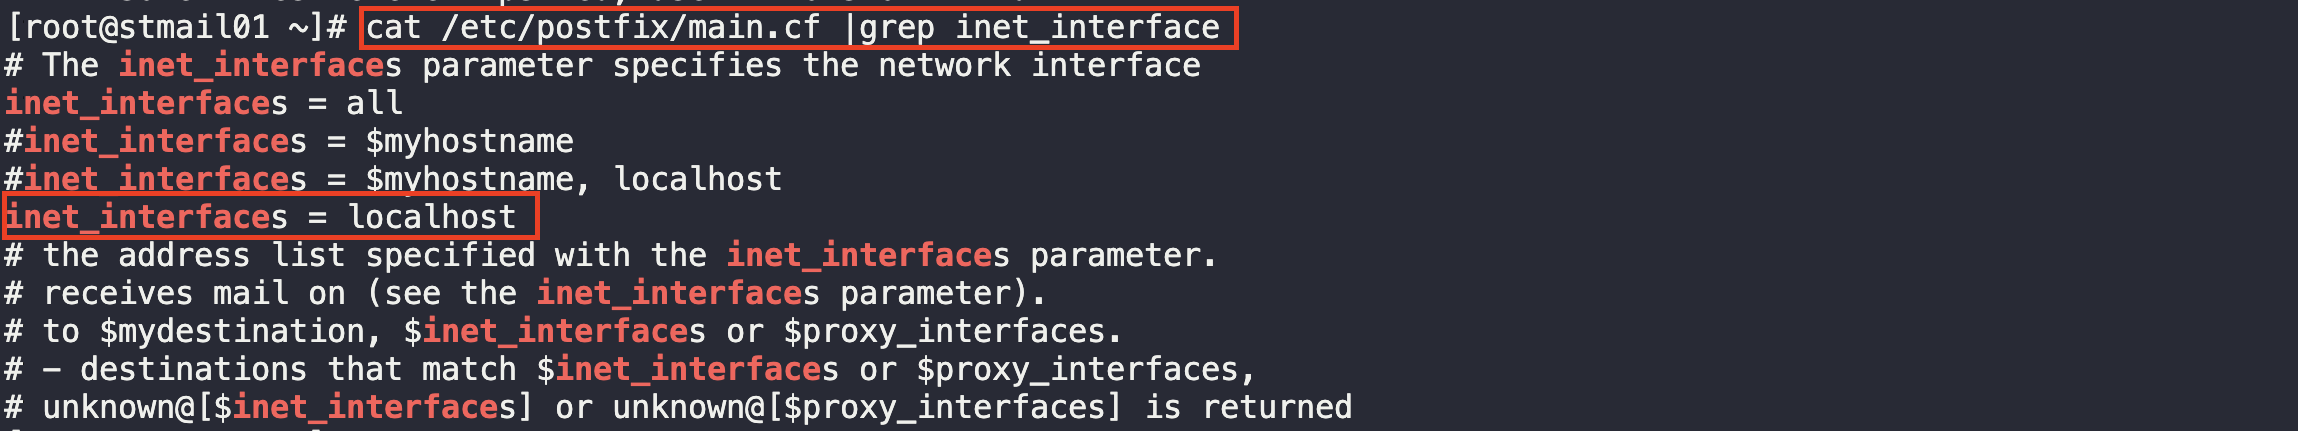 [root@stmail01 ~]# cat /etc/postfix/main.cf |grep inet_interface
# The inet_interfaces parameter specifies the network interface
inet_interfaces = all
#inet_interfaces = $myhostname
#inet_interfaces = $myhostname, localhost
inet_interfaces = localhost
# the address list specified with the inet_interfaces parameter.
# receives mail on (see the inet_interfaces parameter).
# to $mydestination, $inet_interfaces or $proxy_interfaces.
# - destinations that match $inet_interfaces or $proxy_interfaces,
# unknown@[$inet_interfaces] or unknown@[$proxy_interfaces] is returned